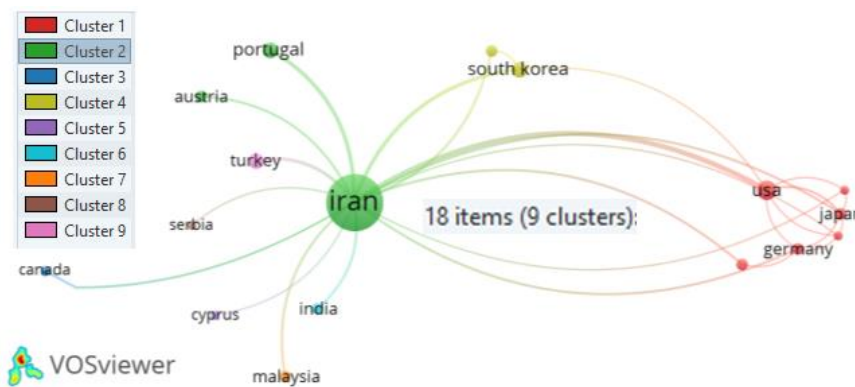 Cluster 1
Cluster 2
Cluster 3
Cluster 4
Cluster 5
Cluster 6
Cluster 7
Cluster 8
Cluster 9
portugal
south korea
austria
turkey
iran
usa
18 items (9 clusters):
japan
serbia
germany
canada
cyprus
india
malaysia
VOSviewer